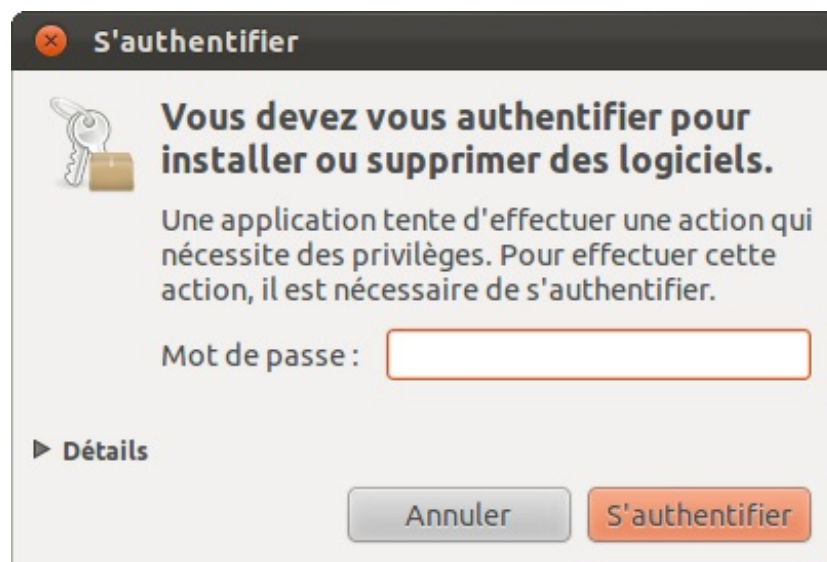 S'authentifier
Vous devez vous authentifier pour
installer ou supprimer des logiciels.
Une application tente d'effectuer une action qui
nécessite des privilèges. Pour effectuer cette
action, il est nécessaire de s'authentifier.
Mot de passe :
Détails
Annuler
S'authentifier